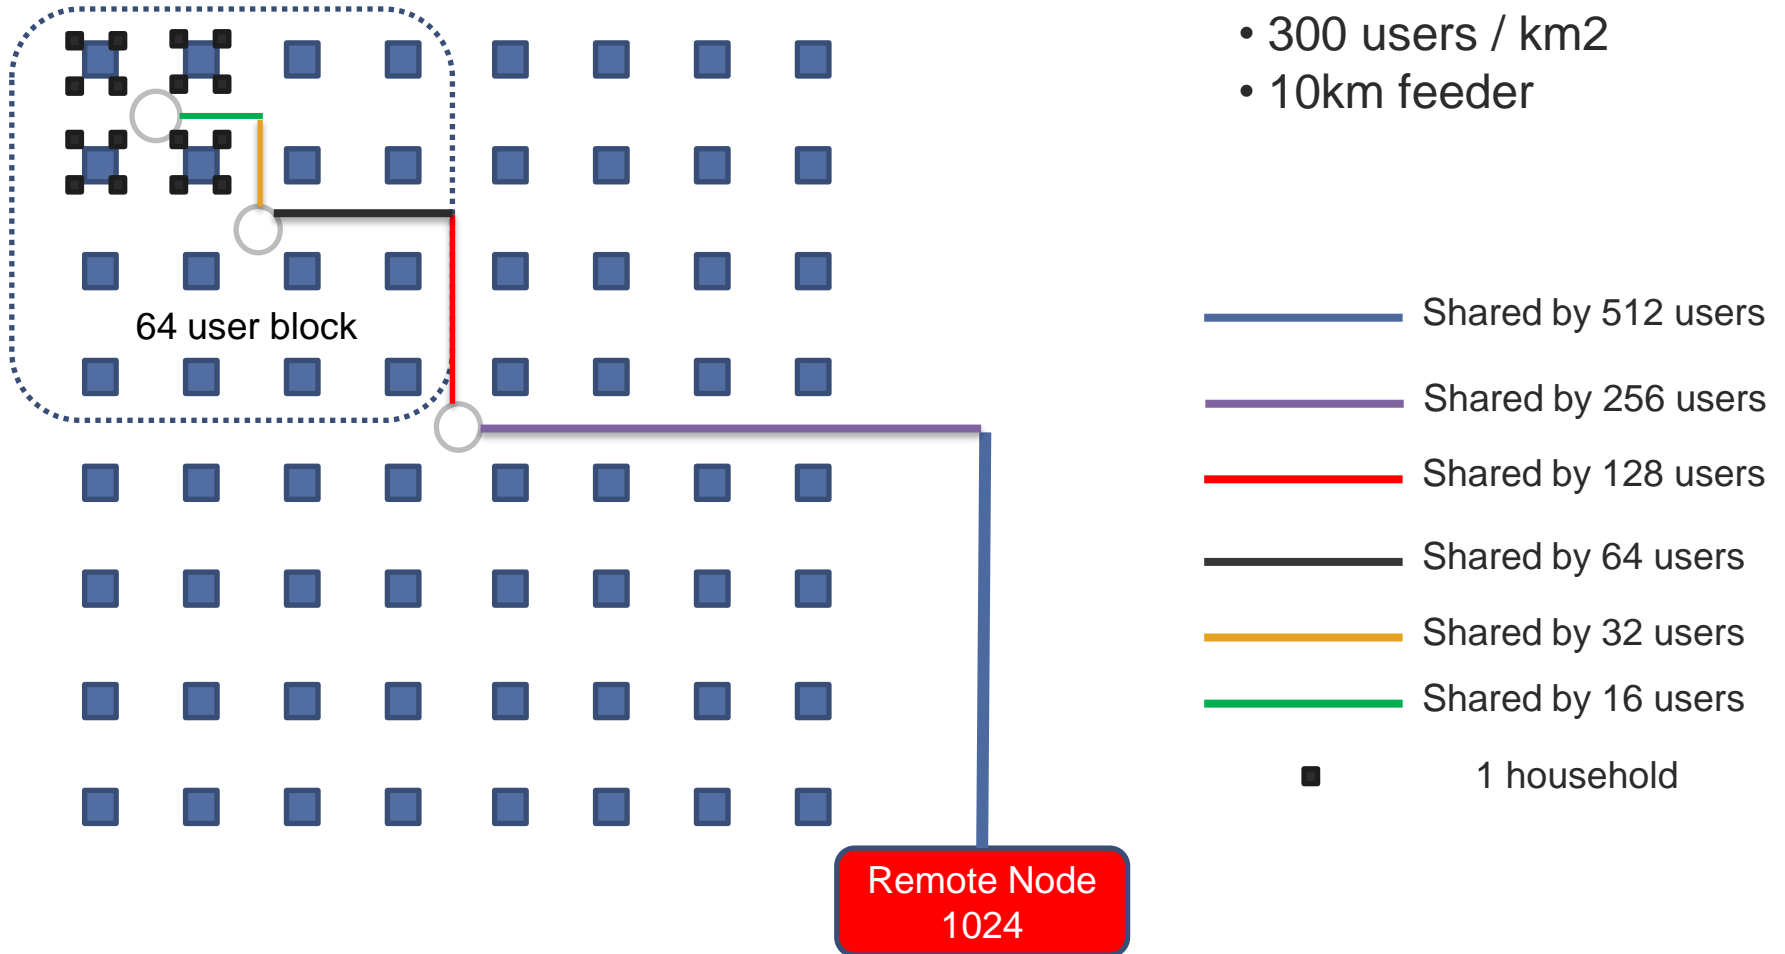 • 300 users / km2
• 10km feeder
64 user block
Shared by 512 users
Shared by 256 users
Shared by 128 users
Shared by 64 users
Shared by 32 users
Shared by 16 users
1 household
Remote Node
1024